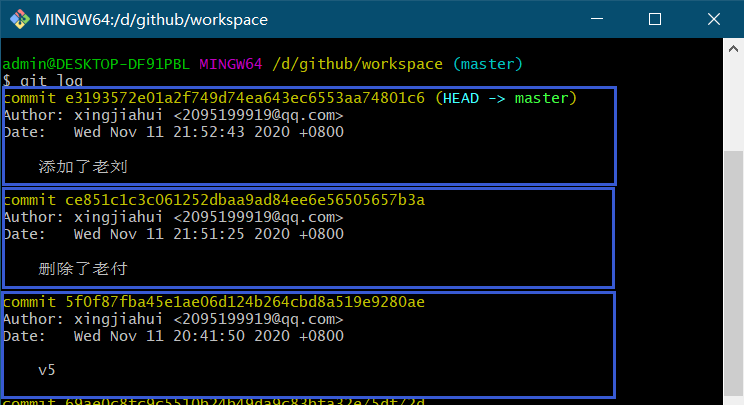 MINGW64:/d/github/workspace
admin@DESKTOP-DF91PBL MINGW64 /d/github/workspace (master)
$ git log
commit e3193572e01a2f749d74ea643ec6553aa74801c6 (HEAD -> master)
Author: xingjiahui <2095199919@qq.com>
Date:   Wed Nov 11 21:52:43 2020 +0800
添加了老刘
commit ce851c1c3c061252dbaa9ad84ee6e56505657b3a
Author: xingjiahui <2095199919@qq.com>
Date:   Wed Nov 11 21:51:25 2020 +0800
删除了老付
commit 5f0f87fba45e1ae06d124b264cbd8a519e9280ae
Author: xingjiahui <2095199919@qq.com>
Date:   Wed Nov 11 20:41:50 2020 +0800
v5
commit